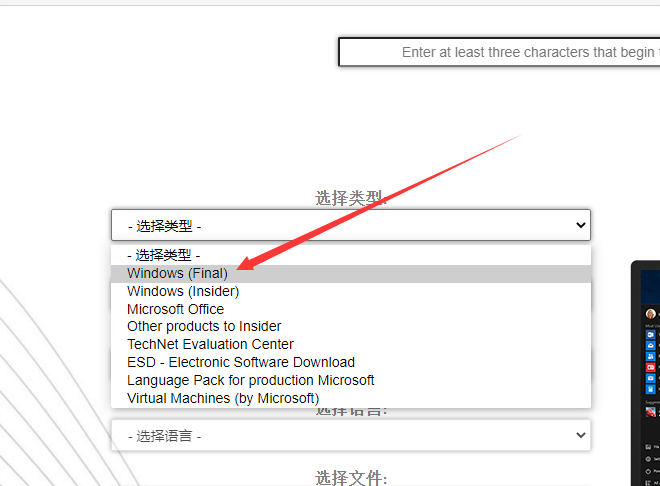 Enter at least three characters that begin
选择类型:
- 选择类型 -
- 选择类型 -
Windows (Final)
Windows (Insider)
Microsoft Office
Other products to Insider
TechNet Evaluation Center
ESD - Electronic Software Download
Language Pack for production Microsoft
Virtual Machines (by Microsoft)
选择语言:
- 选择语言 -
选择文件: